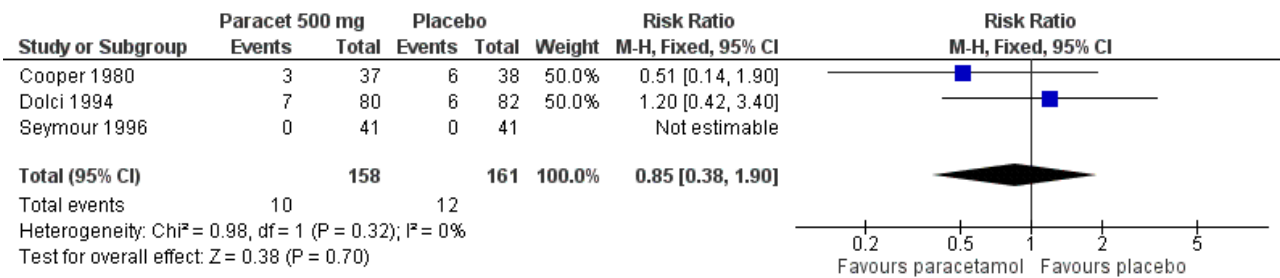 Paracet 500 mg Placebo Risk Ratio Risk Ratio
Study or Subgroup Events Total Events Total Weight M-H, Fixed, 95% CI M-H, Fixed, 95% CI
Cooper 1980 3 37 6 38 50.0% 0.51 [0.14, 1.90]
Dolci 1994 7 80 6 82 50.0% 1.20 [0.42, 3.40]
Seymour 1996 0 41 0 41 Not estimable
Total (95% CI) 158 161 100.0% 0.85 [0.38, 1.90]
Total events 10 12
Heterogeneity: Chi² = 0.98, df = 1 (P = 0.32); I² = 0%
Test for overall effect: Z = 0.38 (P = 0.70)
0.2 0.5 1 2 5
Favours paracetamol Favours placebo